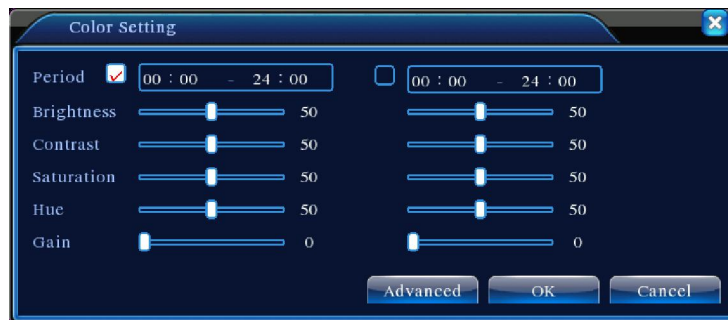 Color Setting
Period 00 : 00 - 24 : 00 00 : 00 - 24 : 00
Brightness 50 50
Contrast 50 50
Saturation 50 50
Hue 50 50
Gain 0 0
Advanced OK Cancel